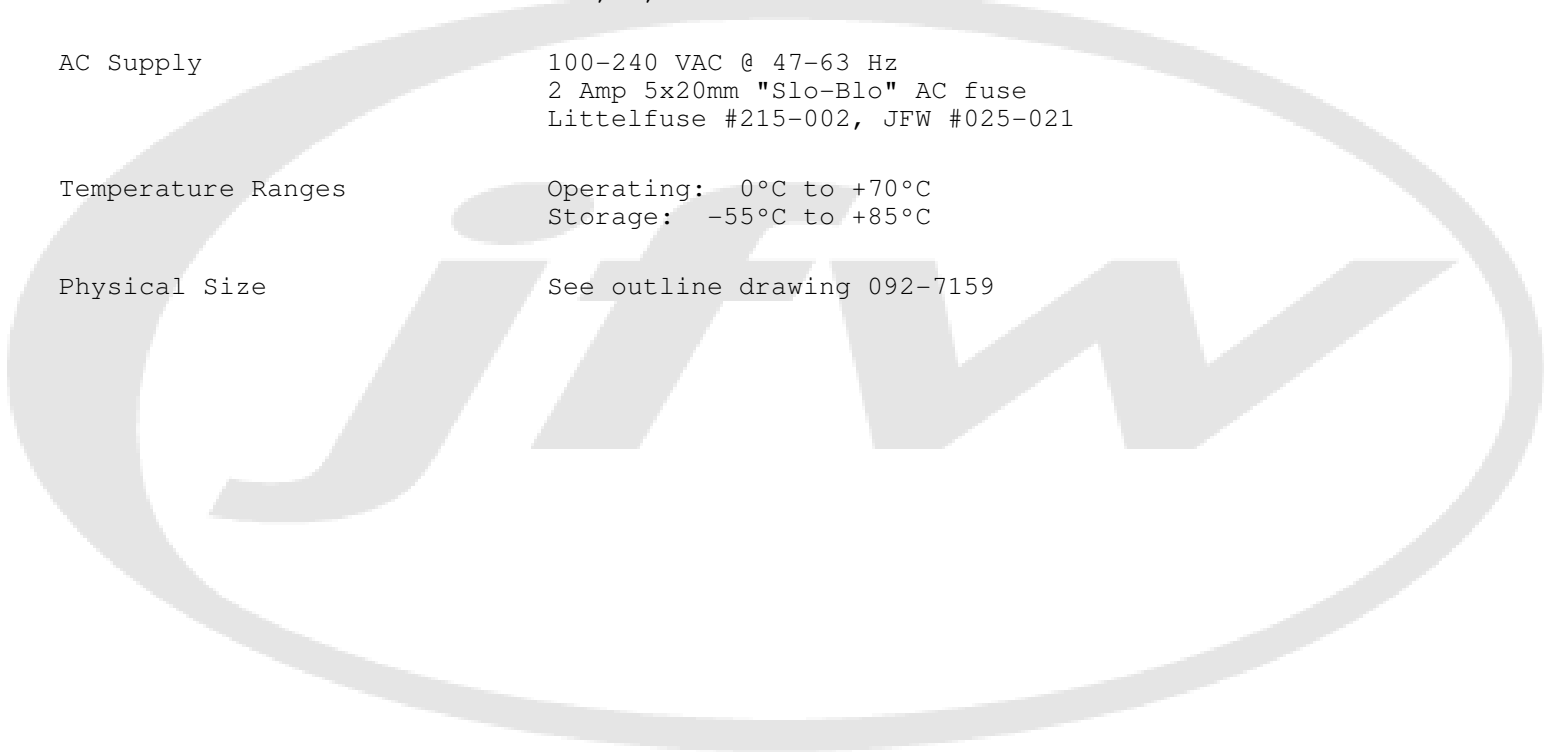 AC Supply 100-240 VAC @ 47-63 Hz
2 Amp 5x20mm "Slo-Blo" AC fuse
Littelfuse #215-002, JFW #025-021
Temperature Ranges Operating: 0°C to +70°C
Storage: -55°C to +85°C
Physical Size See outline drawing 092-7159
jfw